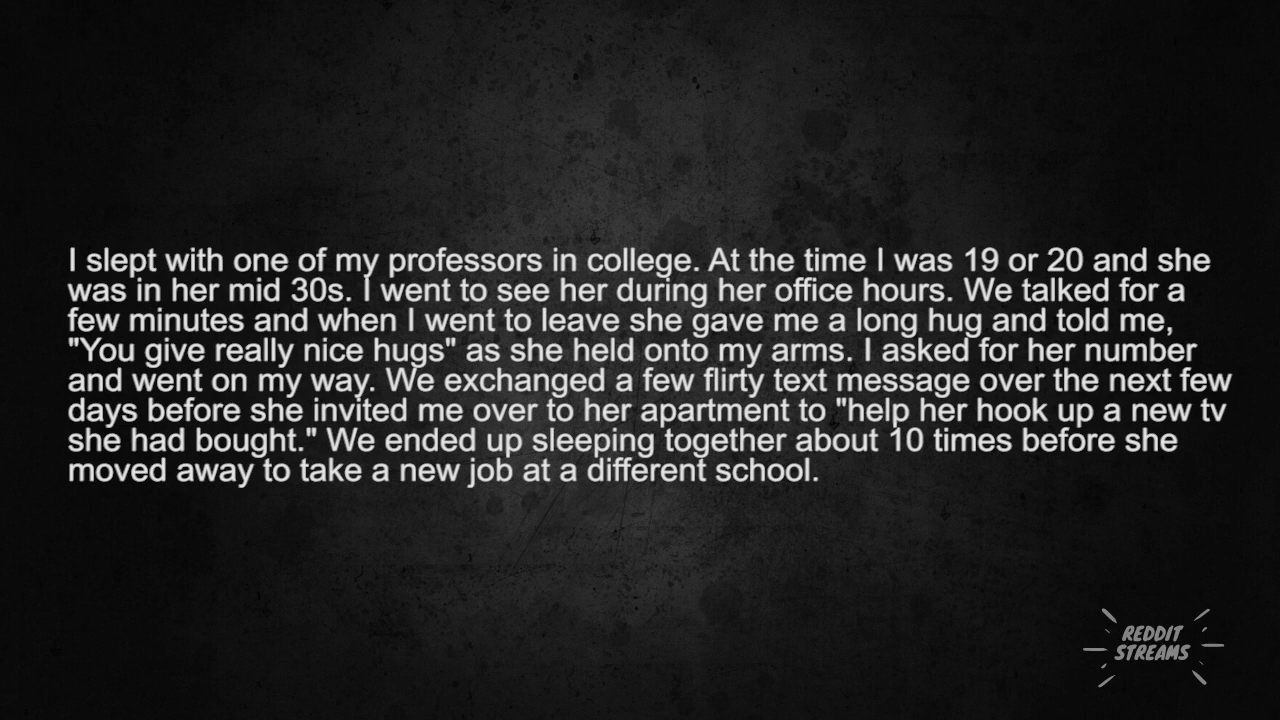 I slept with one of my professors in college. At the time I was 19 or 20 and she
was in her mid 30s. I went to see her during her office hours. We talked for a
few minutes and when I went to leave she gave me a long hug and told me,
"You give really nice hugs" as she held onto my arms. I asked for her number
and went on my way. We exchanged a few flirty text message over the next few
days before she invited me over to her apartment to "help her hook up a new tv
she had bought." We ended up sleeping together about 10 times before she
moved away to take a new job at a different school.
REDDIT
STREAMS